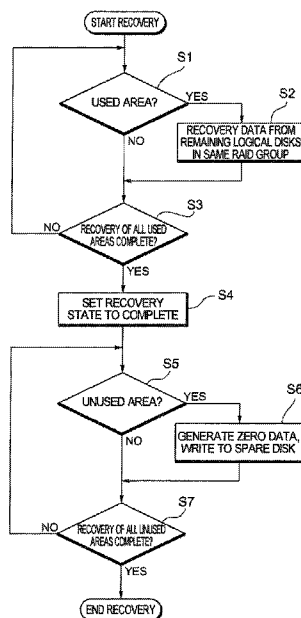 START RECOVERY
S1
USED AREA?
YES
S2
RECOVERY DATA FROM
REMAINING LOGICAL DISKS
IN SAME RAID GROUP
NO
S3
RECOVERY OF ALL USED
AREAS COMPLETE?
NO
YES
SET RECOVERY
STATE TO COMPLETE
S4
S5
UNUSED AREA?
YES
S6
GENERATE ZERO DATA,
WRITE TO SPARE DISK
NO
S7
RECOVERY OF ALL UNUSED
AREAS COMPLETE?
NO
YES
END RECOVERY